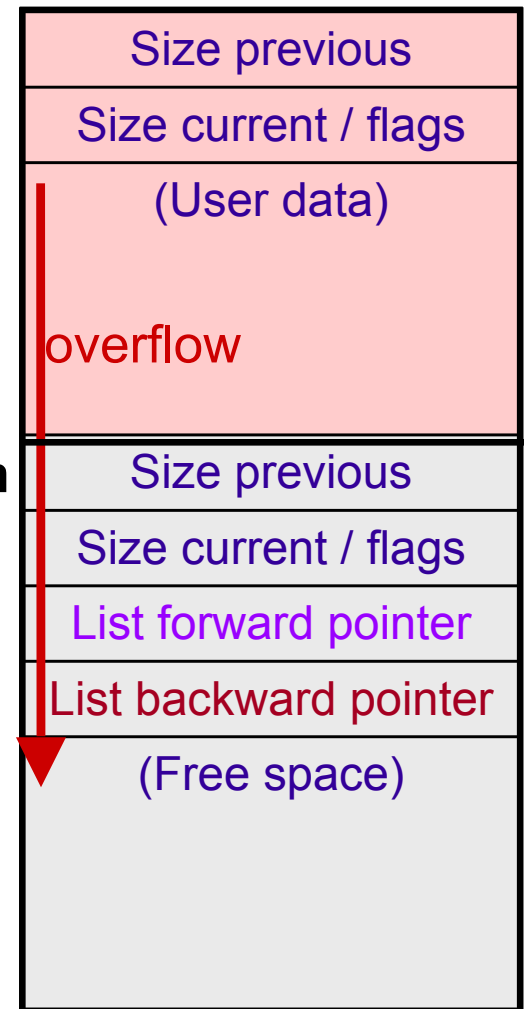 Size previous
Size current / flags
(User data)
overflow
Size previous
Size current / flags
List forward pointer
List backward pointer
(Free space)